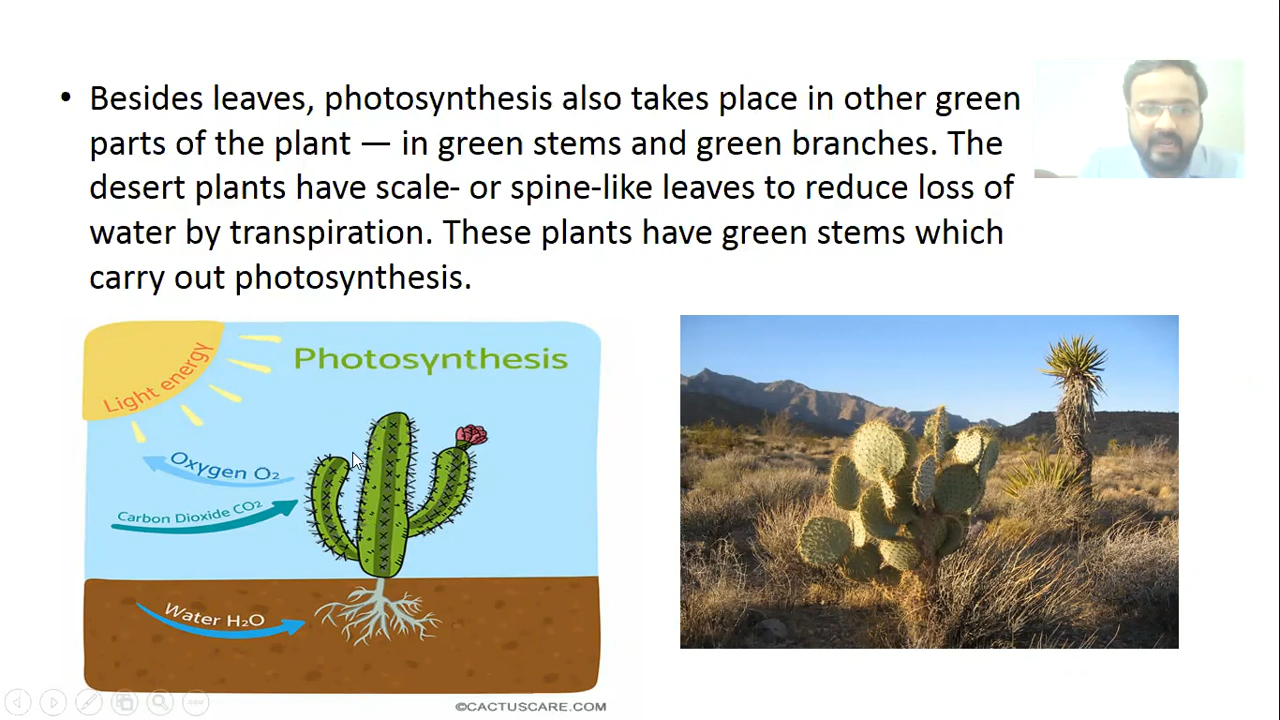 • Besides leaves, photosynthesis also takes place in other green
parts of the plant — in green stems and green branches. The
desert plants have scale- or spine-like leaves to reduce loss of
water by transpiration. These plants have green stems which
carry out photosynthesis.
Light energy
Photosynthesis
Oxygen O₂
Carbon Dioxide CO₂
Water H₂O
©CACTUSCARE.COM